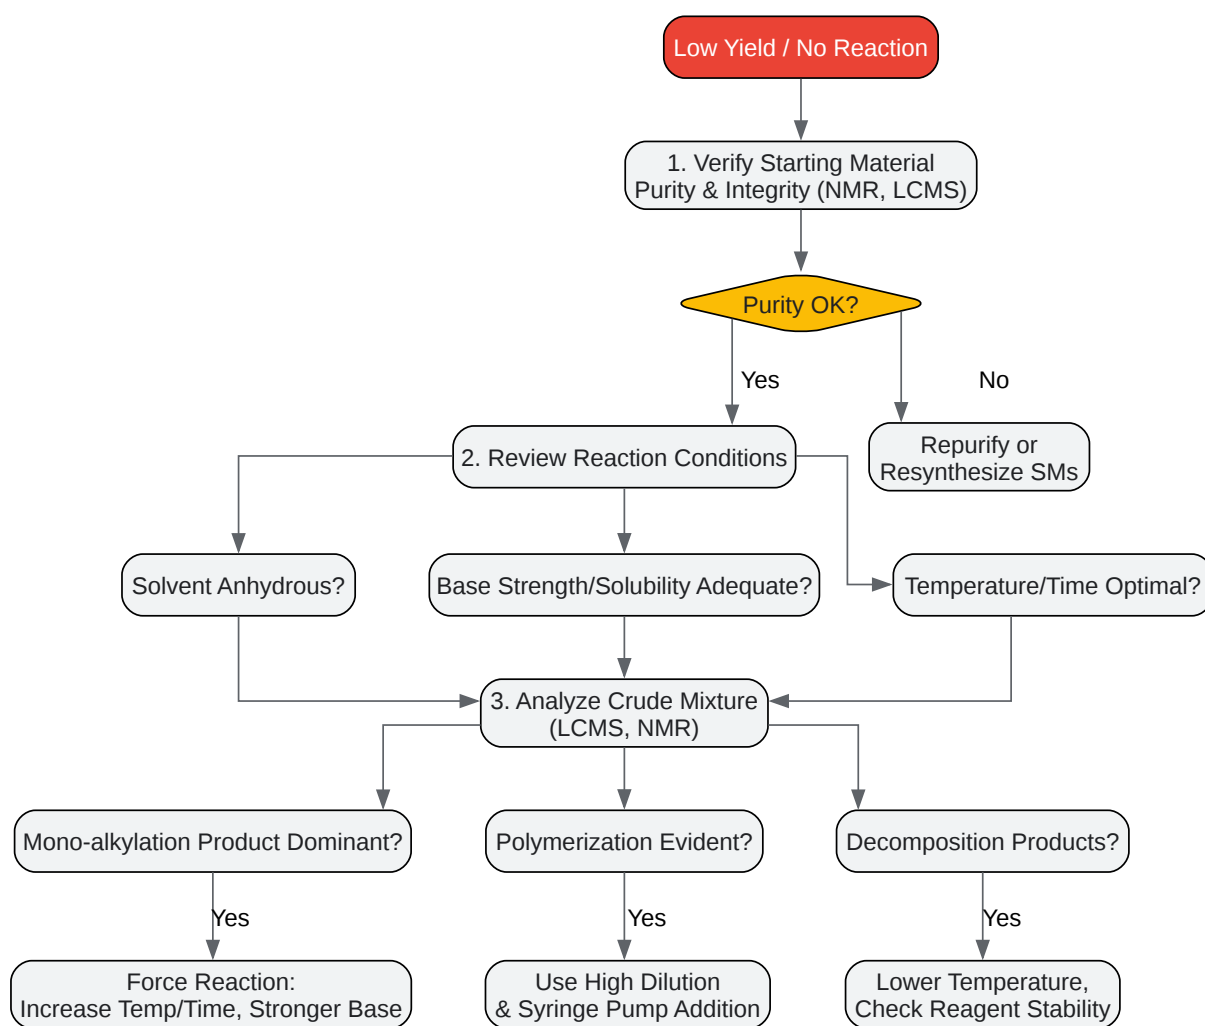 Low Yield / No Reaction
1. Verify Starting Material
Purity & Integrity (NMR, LCMS)
Purity OK?
Yes
No
2. Review Reaction Conditions
Repurify or
Resynthesize SMs
Solvent Anhydrous?
Base Strength/Solubility Adequate?
Temperature/Time Optimal?
3. Analyze Crude Mixture
(LCMS, NMR)
Mono-alkylation Product Dominant?
Polymerization Evident?
Decomposition Products?
Yes
Yes
Yes
Force Reaction:
Increase Temp/Time, Stronger Base
Use High Dilution
& Syringe Pump Addition
Lower Temperature,
Check Reagent Stability